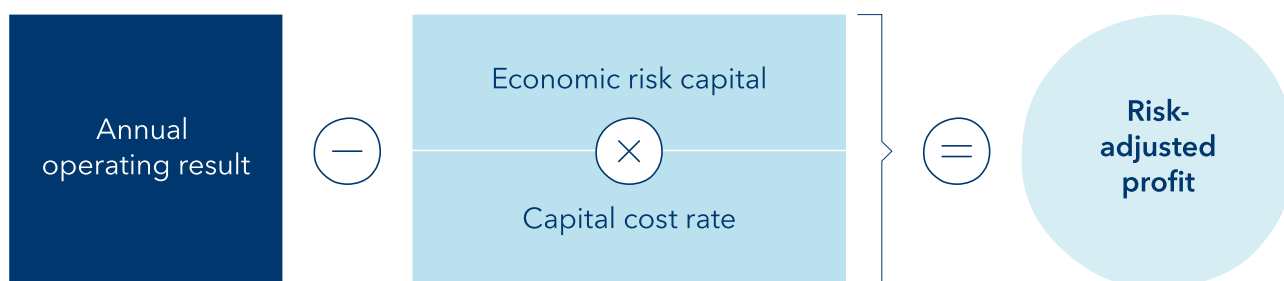 Annual
operating result
Economic risk capital
Capital cost rate
Risk-
adjusted
profit